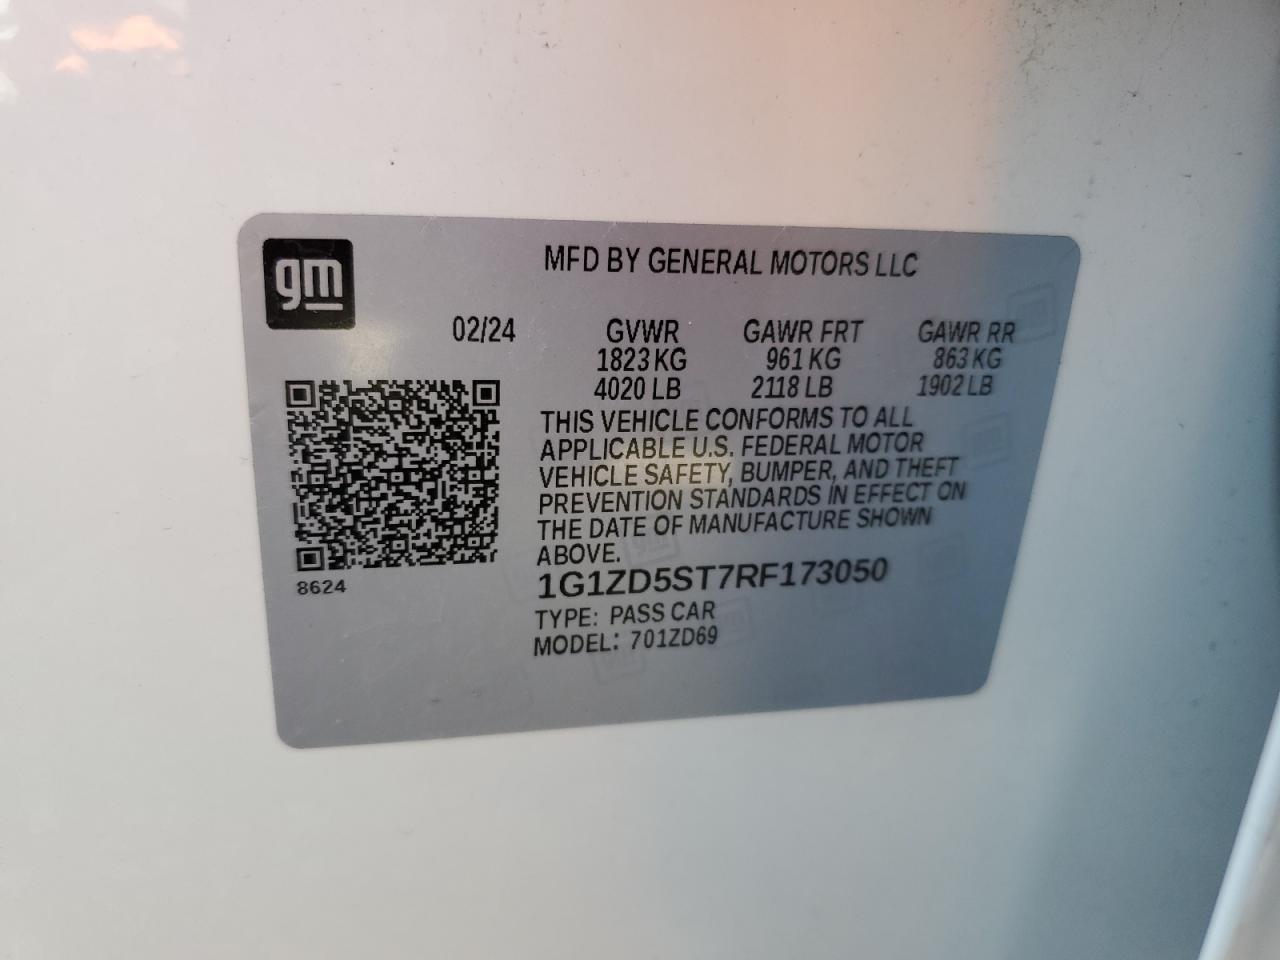 gm
MFD BY GENERAL MOTORS LLC
02/24 GVWR GAWR FRT GAWR RR
1823 KG 961 KG 863 KG
4020 LB 2118 LB 1902 LB
THIS VEHICLE CONFORMS TO ALL
APPLICABLE U.S. FEDERAL MOTOR
VEHICLE SAFETY, BUMPER, AND THEFT
PREVENTION STANDARDS IN EFFECT ON
THE DATE OF MANUFACTURE SHOWN
ABOVE.
8624
1G1ZD5ST7RF173050
TYPE: PASS CAR
MODEL: 701ZD69